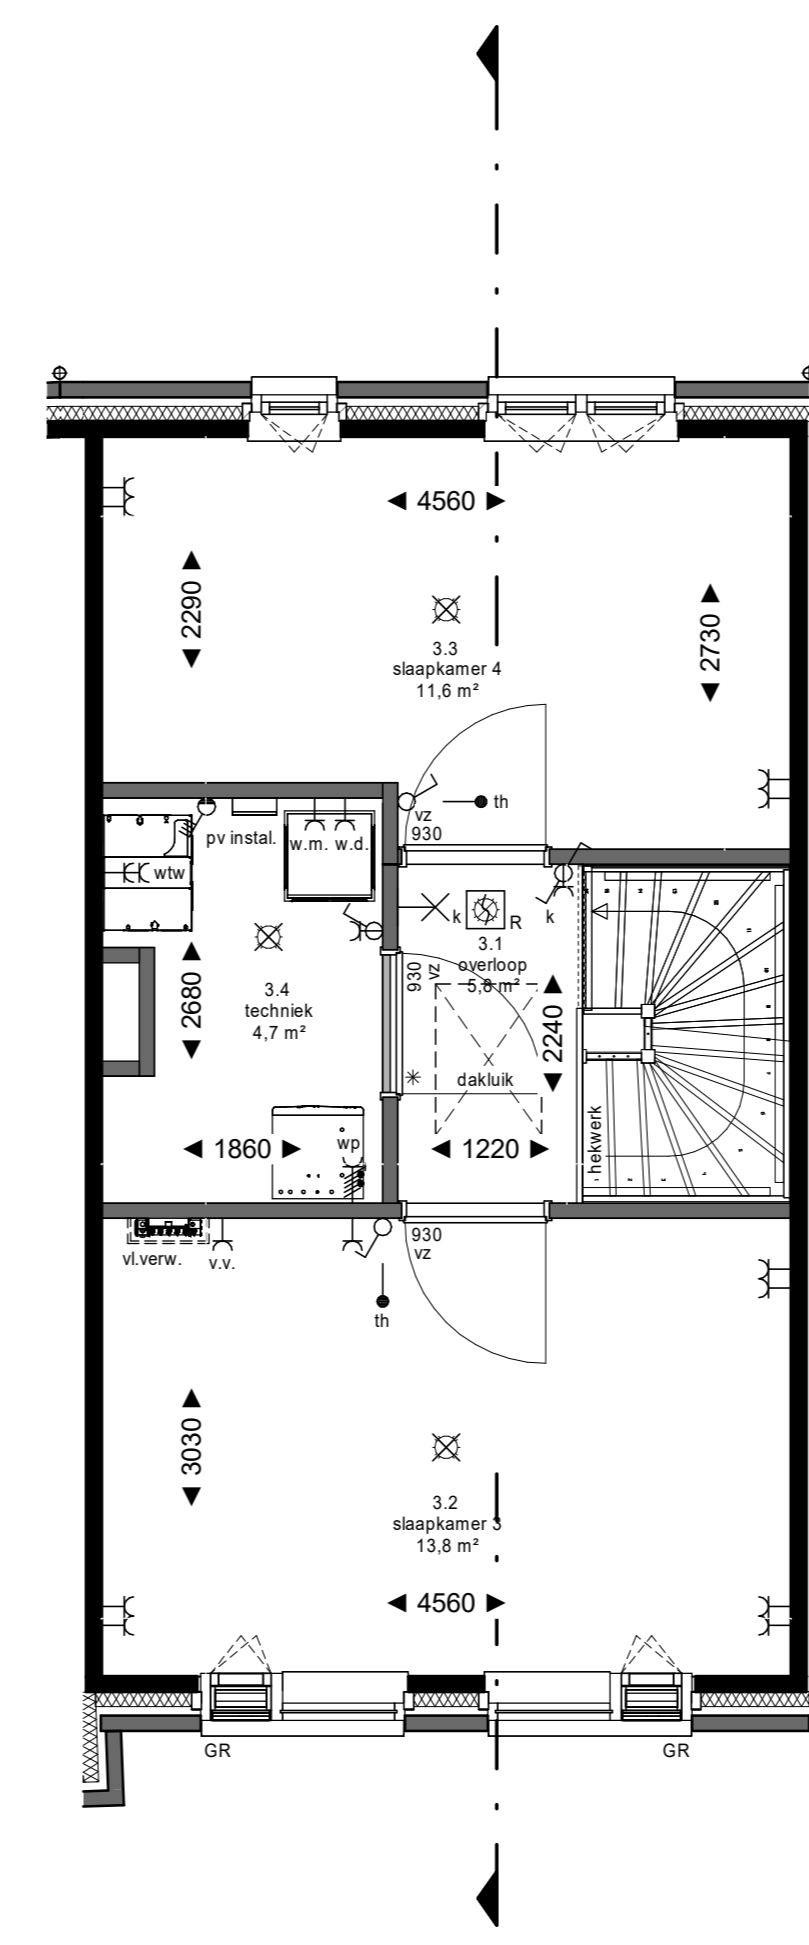 4560
2290
2730
3.3
slaapkamer 4
11,6 m²
vz
930
th
pv instal.
w.m.
w.d.
wtw
k
R
k
3.1
overloop
5,8 m²
930
vz
2680
3.4
techniek
4,7 m²
2240
dakluik
1860
wp
1220
hekwerk
vl.verw.
v.v.
930
vz
th
3030
3.2
slaapkamer 3
13,8 m²
4560
GR
GR